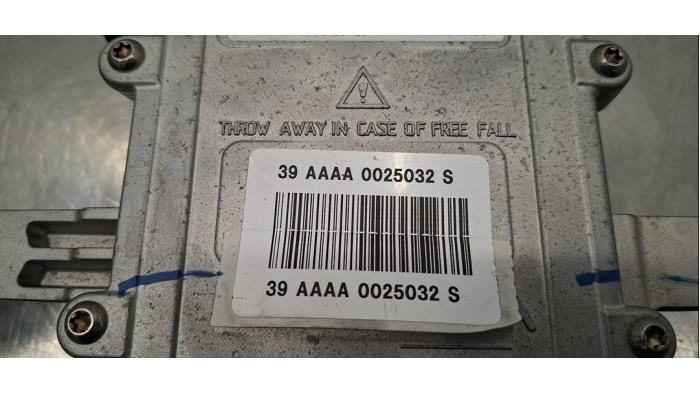 THROW AWAY IN CASE OF FREE FALL
39 AAAA 0025032 S
39 AAAA 0025032 S